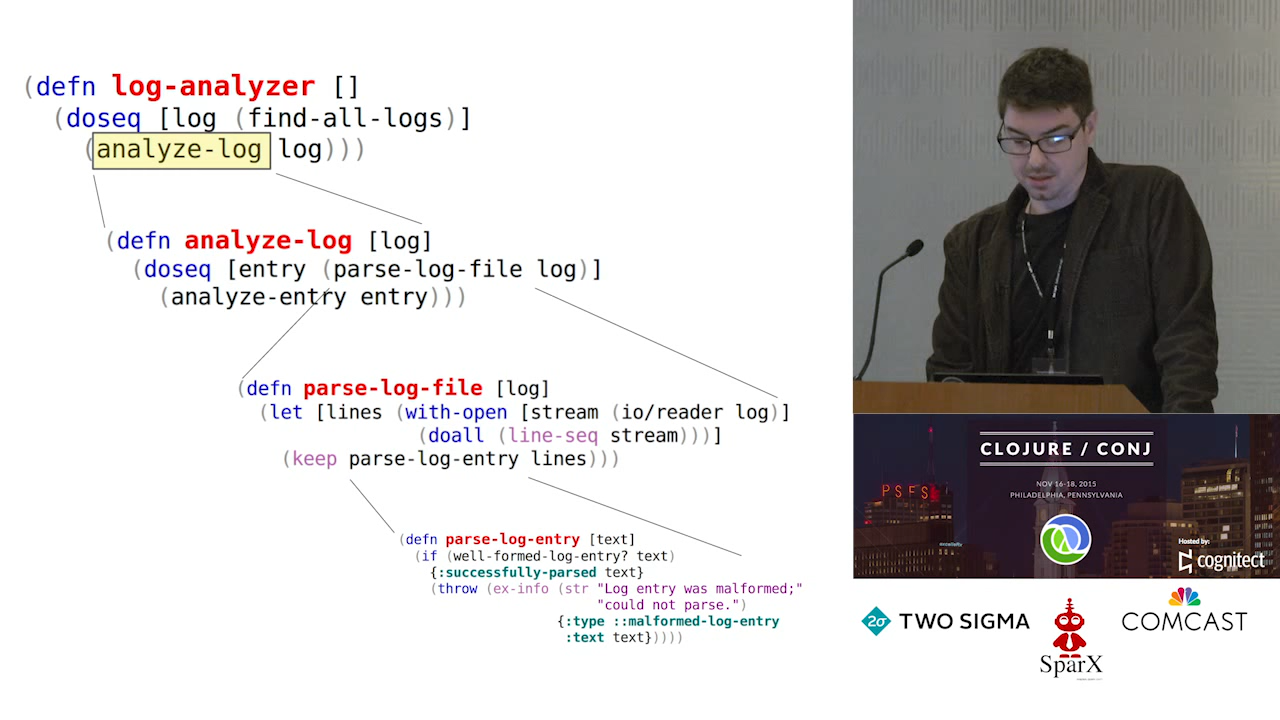 (defn log-analyzer []
(doseq [log (find-all-logs)]
(analyze-log log)))
(defn analyze-log [log]
(doseq [entry (parse-log-file log)]
(analyze-entry entry)))
(defn parse-log-file [log]
(let [lines (with-open [stream (io/reader log)]
(doall (line-seq stream)))]
(keep parse-log-entry lines)))
(defn parse-log-entry [text]
(if (well-formed-log-entry? text)
{:successfully-parsed text}
(throw (ex-info (str "Log entry was malformed;"
"could not parse.")
{:type ::malformed-log-entry
:text text}))))
CLOJURE / CONJ
NOV 16-18, 2015
PHILADELPHIA, PENNSYLVANIA
PSFS
Hosted by:
cognitect
2σ TWO SIGMA
SparX
COMCAST